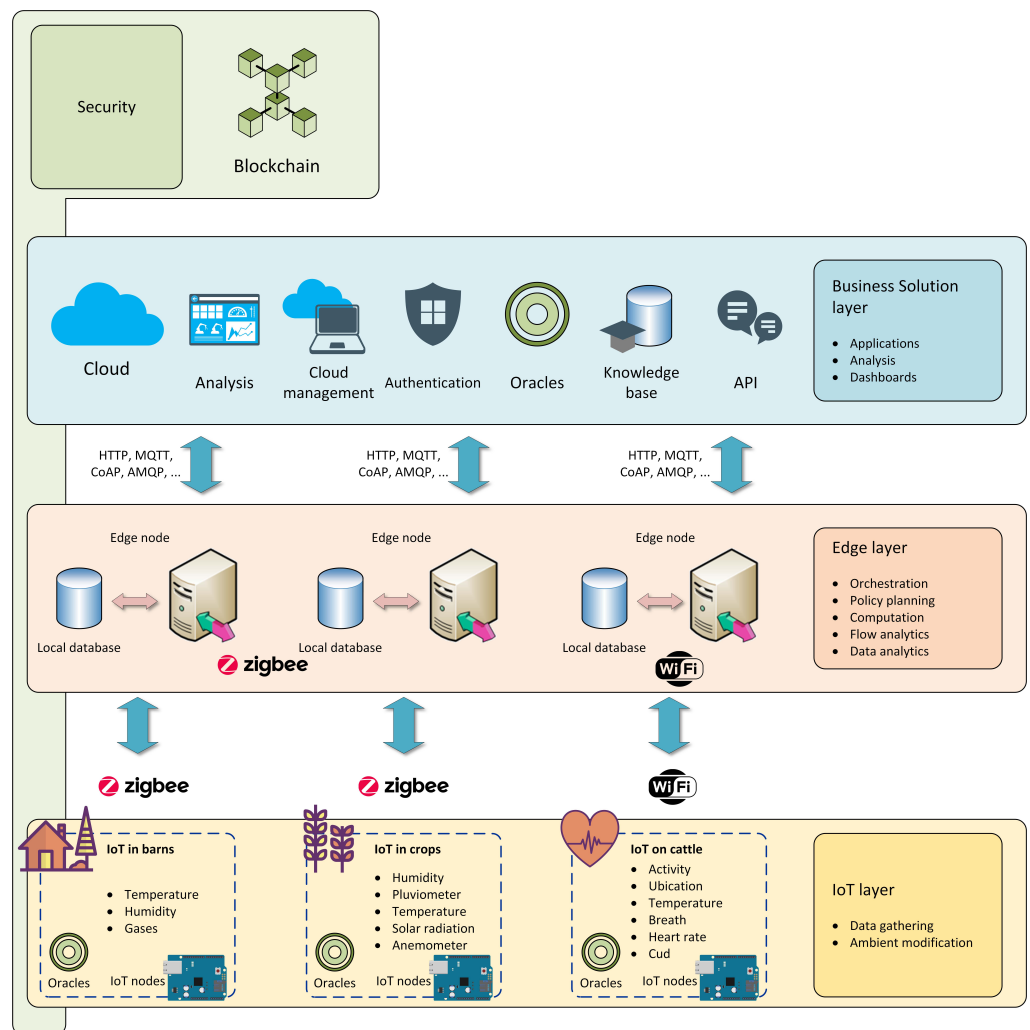 Security
Blockchain
Business Solution
layer
• Applications
• Analysis
• Dashboards
Cloud
Analysis
Cloud
management
Authentication
Oracles
Knowledge
base
API
HTTP, MQTT,
CoAP, AMQP, ...
HTTP, MQTT,
CoAP, AMQP, ...
HTTP, MQTT,
CoAP, AMQP, ...
Edge node
Local database
zigbee
Edge node
Local database
Edge node
Local database
Wi Fi
Edge layer
• Orchestration
• Policy planning
• Computation
• Flow analytics
• Data analytics
zigbee
zigbee
Wi Fi
IoT in barns
• Temperature
• Humidity
• Gases
Oracles
IoT nodes
IoT in crops
• Humidity
• Pluviometer
• Temperature
• Solar radiation
• Anemometer
Oracles
IoT nodes
IoT on cattle
• Activity
• Ubication
• Temperature
• Breath
• Heart rate
• Cud
Oracles
IoT nodes
IoT layer
• Data gathering
• Ambient modification